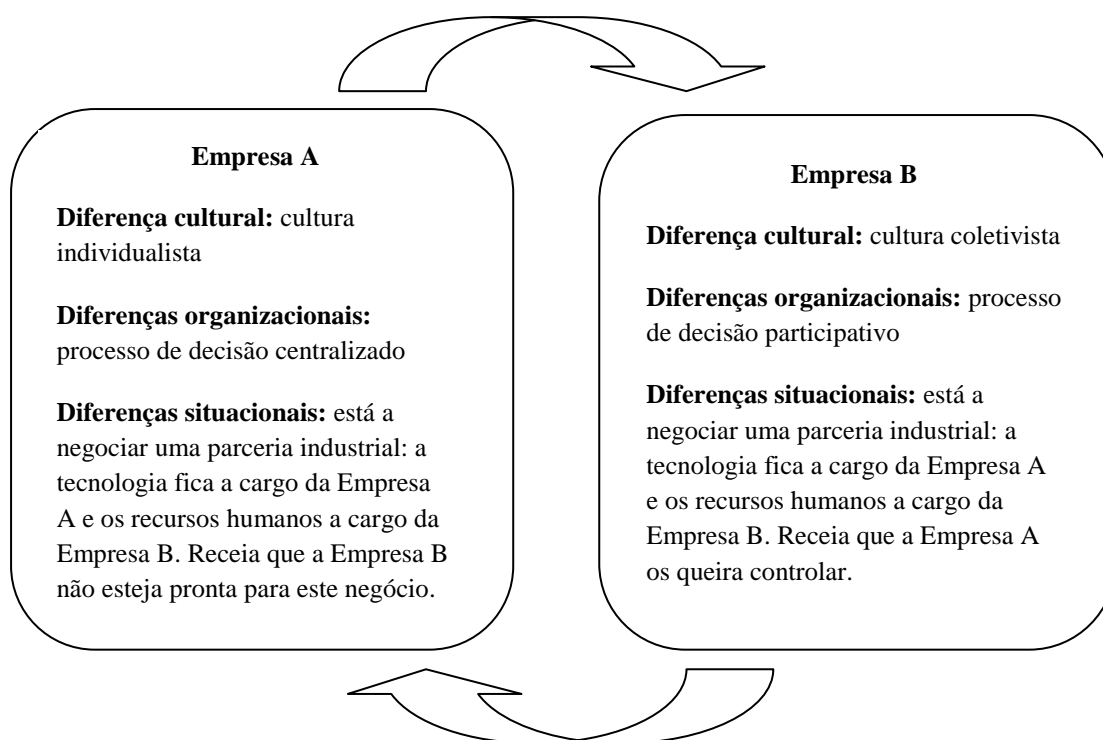 Empresa A
Diferença cultural: cultura
individualista
Diferenças organizacionais:
processo de decisão centralizado
Diferenças situacionais: está a
negociar uma parceria industrial: a
tecnologia fica a cargo da Empresa
A e os recursos humanos a cargo da
Empresa B. Receia que a Empresa B
não esteja pronta para este negócio.
Empresa B
Diferença cultural: cultura coletivista
Diferenças organizacionais: processo
de decisão participativo
Diferenças situacionais: está a
negociar uma parceria industrial: a
tecnologia fica a cargo da Empresa A
e os recursos humanos a cargo da
Empresa B. Receia que a Empresa A
os queira controlar.